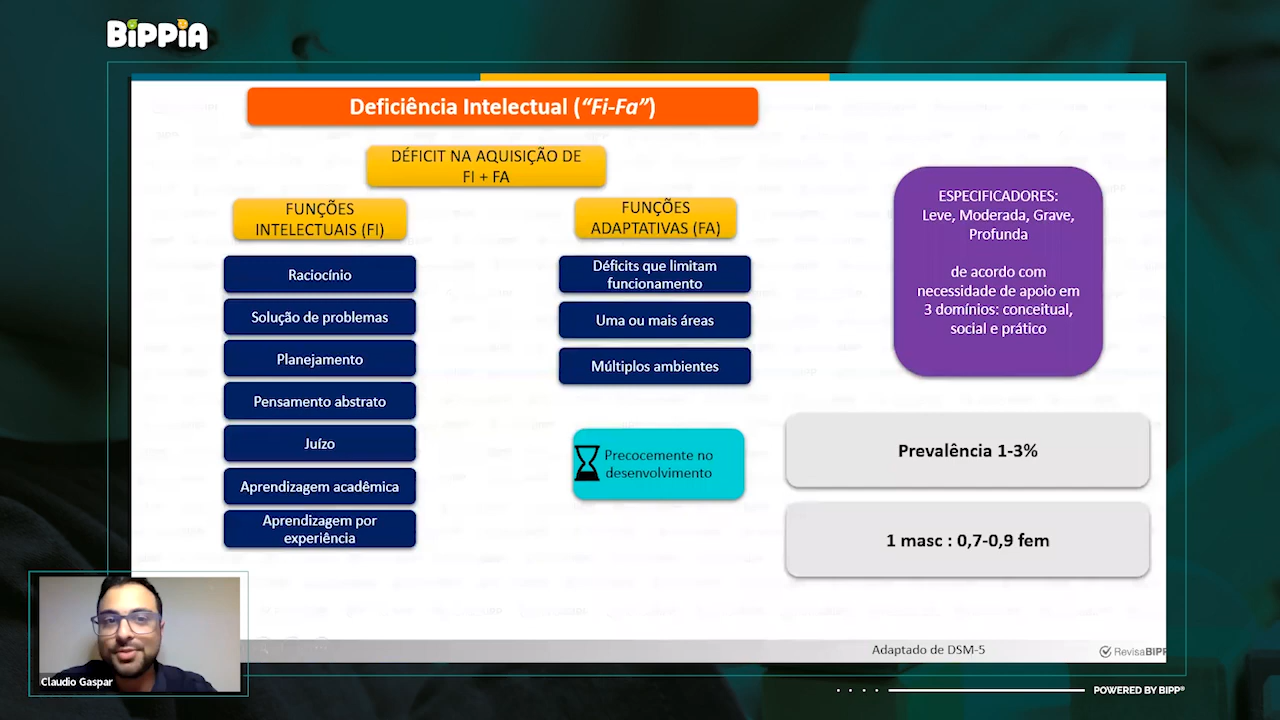 BiPPiA
Deficiência Intelectual (“Fi-Fa”)
DÉFICIT NA AQUISIÇÃO DE
FI + FA
FUNÇÕES
INTELECTUAIS (FI)
Raciocínio
Solução de problemas
Planejamento
Pensamento abstrato
Juízo
Aprendizagem acadêmica
Aprendizagem por
experiência
FUNÇÕES
ADAPTATIVAS (FA)
Déficits que limitam
funcionamento
Uma ou mais áreas
Múltiplos ambientes
Precocemente no
desenvolvimento
ESPECIFICADORES:
Leve, Moderada, Grave,
Profunda
de acordo com
necessidade de apoio em
3 domínios: conceitual,
social e prático
Prevalência 1-3%
1 masc : 0,7-0,9 fem
Adaptado de DSM-5
RevisaBIPP
Claudio Gaspar
POWERED BY BIPP®